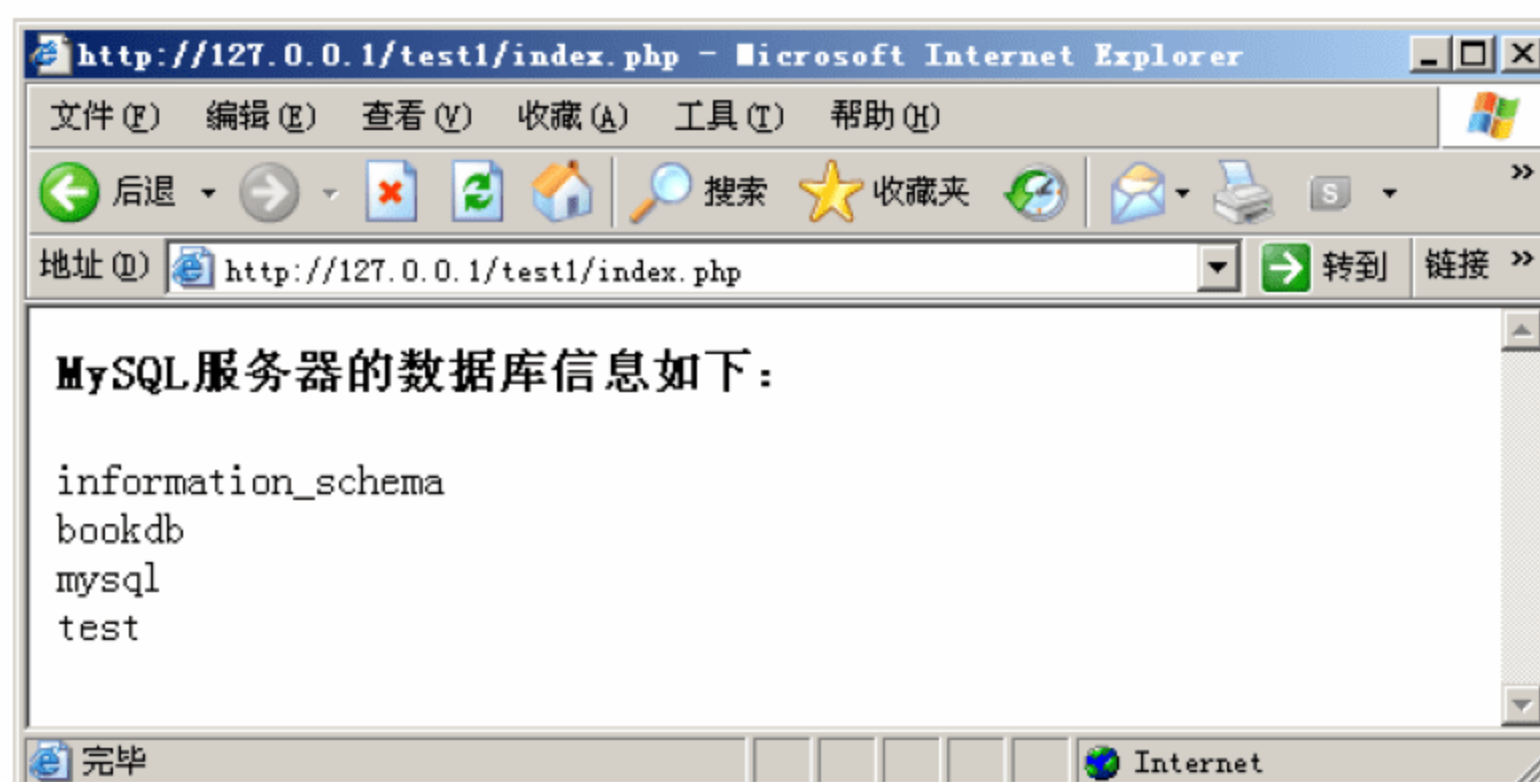 http://127.0.0.1/test1/index.php - Microsoft Internet Explorer
文件(F) 编辑(E) 查看(V) 收藏(A) 工具(T) 帮助(H)
后退 搜索 收藏夹 S »
地址(D) http://127.0.0.1/test1/index.php 转到 链接 »
MySQL服务器的数据库信息如下：
information_schema
bookdb
mysql
test
完毕 Internet